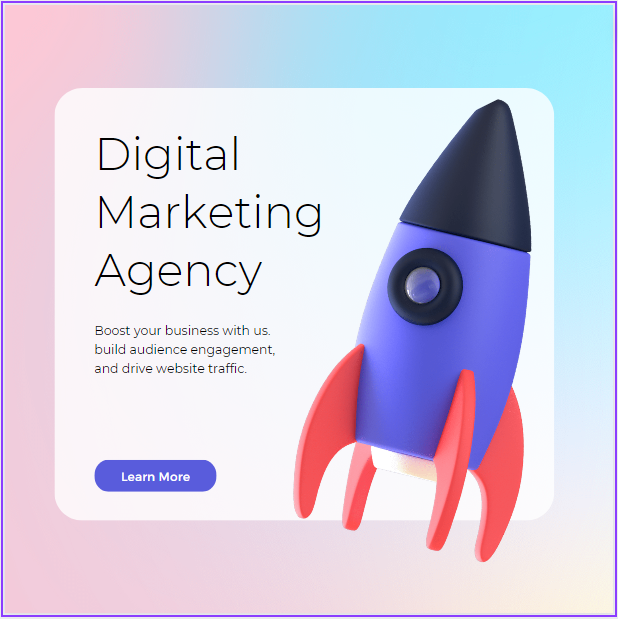 Digital
Marketing
Agency
Boost your business with us.
build audience engagement,
and drive website traffic.
Learn More